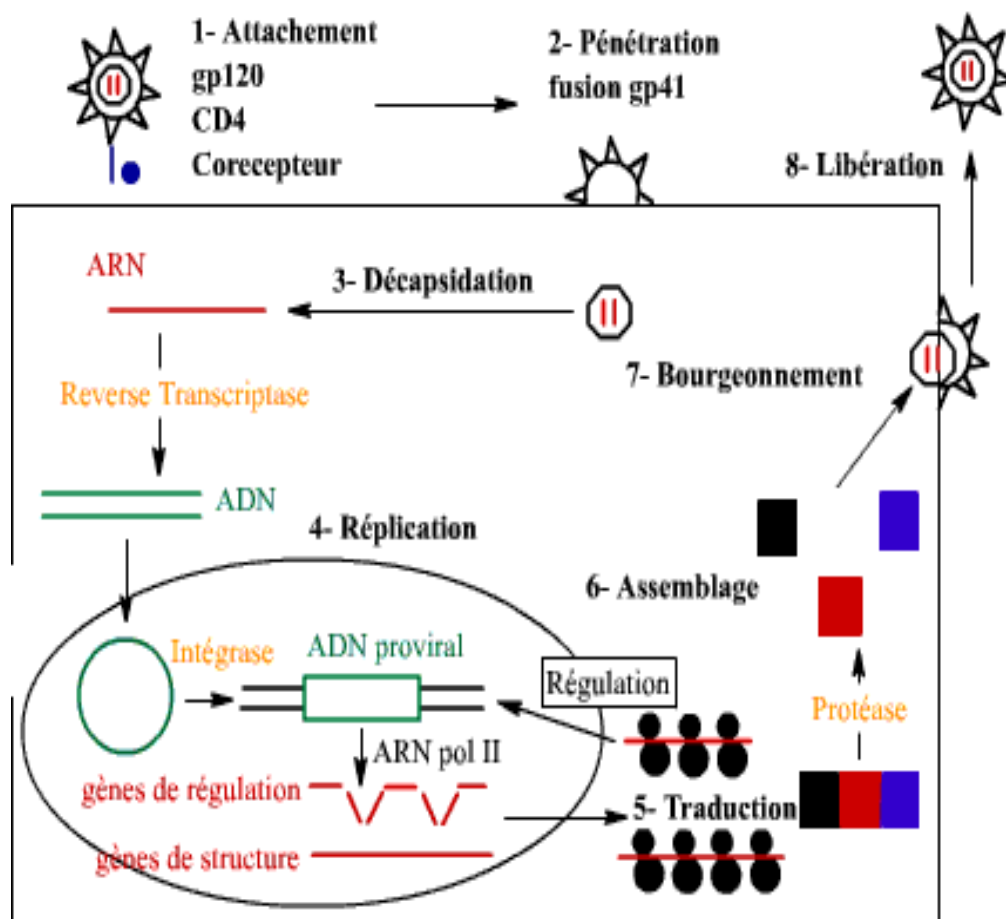 1- Attachement
gp120
CD4
Corecepteur
2- Pénétration
fusion gp41
8- Libération
ARN
3- Décapsidation
7- Bourgeonnement
Reverse Transcriptase
ADN
4- Réplication
6- Assemblage
Intégrase
ADN proviral
Régulation
Protéase
ARN pol II
gènes de régulation
5- Traduction
gènes de structure